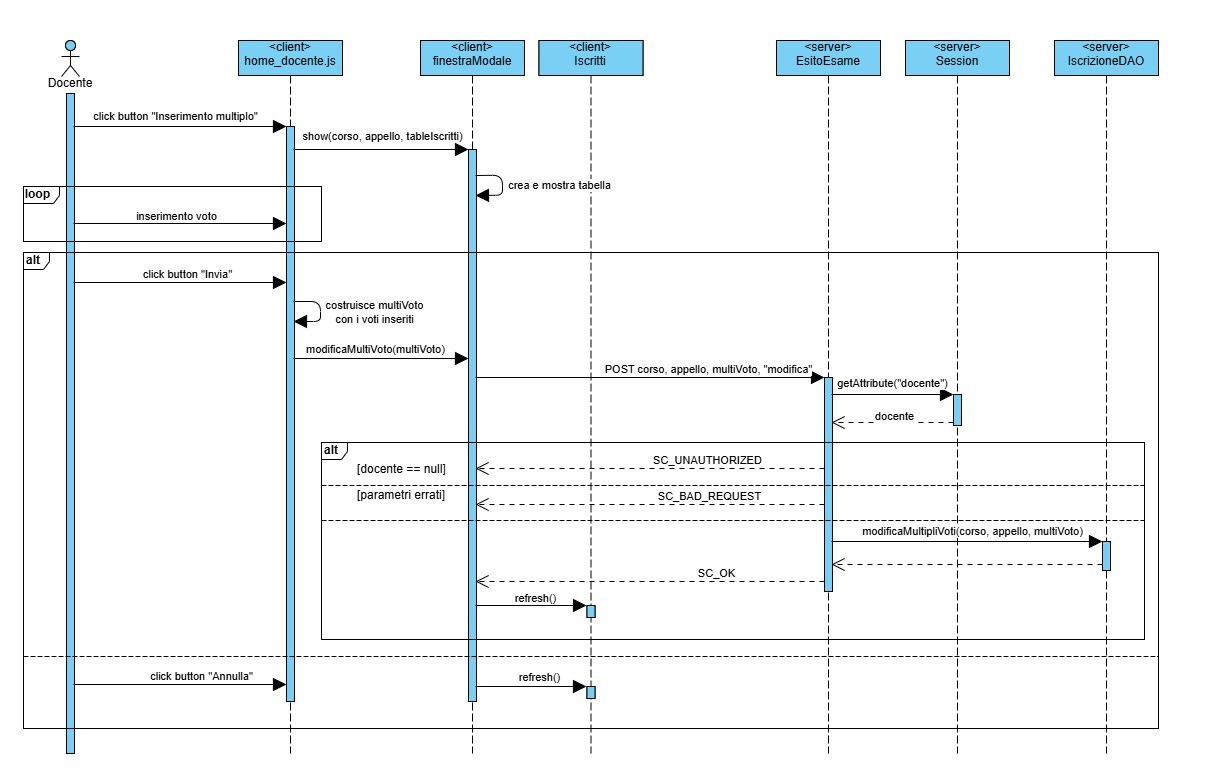 Docente
<client>
home_docente.js
<client>
finestraModale
<client>
Iscritti
<server>
EsitoEsame
<server>
Session
<server>
IscrizioneDAO
click button "Inserimento multiplo"
show(corso, appello, tableIscritti)
crea e mostra tabella
loop
inserimento voto
alt
click button "Invia"
costruisce multiVoto
con i voti inseriti
modificaMultiVoto(multiVoto)
POST corso, appello, multiVoto, "modifica"
getAttribute("docente")
docente
alt
[docente == null]
SC_UNAUTHORIZED
[parametri errati]
SC_BAD_REQUEST
modificaMultipliVoti(corso, appello, multiVoto)
SC_OK
refresh()
click button "Annulla"
refresh()